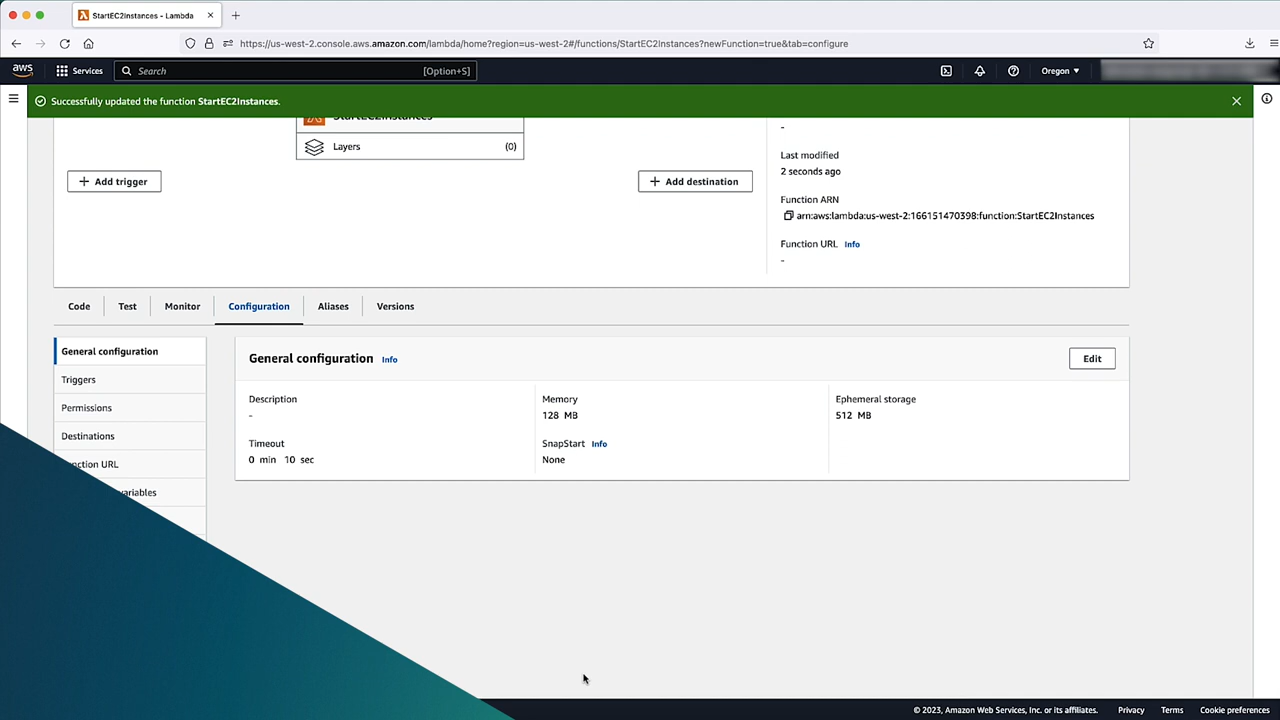 StartEC2Instances - Lambda
https://us-west-2.console.aws.amazon.com/lambda/home?region=us-west-2#/functions/StartEC2Instances?newFunction=true&tab=configure
aws
Services
Search
[Option+S]
Oregon
Successfully updated the function StartEC2Instances.
StartEC2Instances
Layers
(0)
Add trigger
Add destination
-
Last modified
2 seconds ago
Function ARN
arn:aws:lambda:us-west-2:166151470398:function:StartEC2Instances
Function URL Info
-
Code
Test
Monitor
Configuration
Aliases
Versions
General configuration
Triggers
Permissions
Destinations
nction URL
variables
General configuration Info
Edit
Description
-
Memory
128 MB
Ephemeral storage
512 MB
Timeout
0 min 10 sec
SnapStart Info
None
© 2023, Amazon Web Services, Inc. or its affiliates.
Privacy
Terms
Cookie preferences